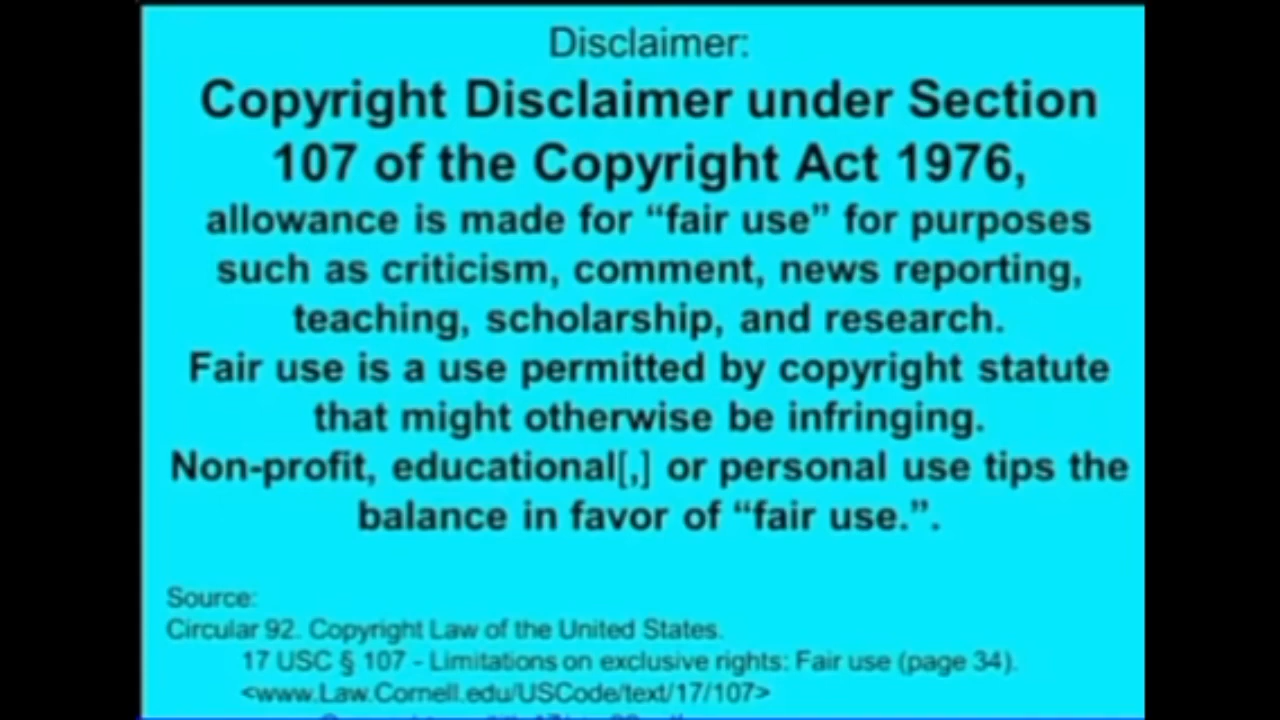 Disclaimer:
Copyright Disclaimer under Section
107 of the Copyright Act 1976,
allowance is made for “fair use” for purposes
such as criticism, comment, news reporting,
teaching, scholarship, and research.
Fair use is a use permitted by copyright statute
that might otherwise be infringing.
Non-profit, educational[,] or personal use tips the
balance in favor of “fair use.”.
Source:
Circular 92. Copyright Law of the United States.
17 USC § 107 - Limitations on exclusive rights: Fair use (page 34).
<www.Law.Cornell.edu/USCode/text/17/107>